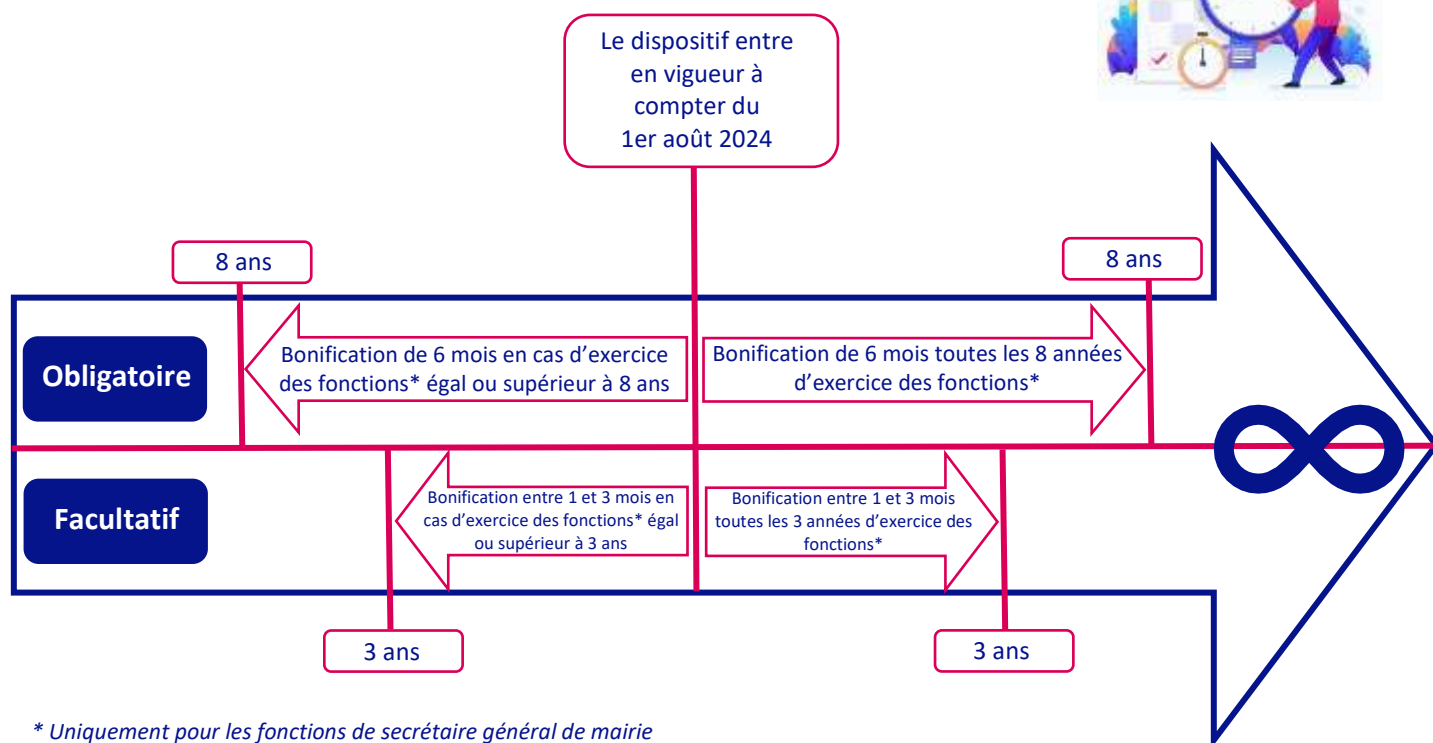 Le dispositif entre
en vigueur à
compter du
1er août 2024
8 ans
8 ans
Obligatoire
Bonification de 6 mois en cas d’exercice
des fonctions* égal ou supérieur à 8 ans
Bonification de 6 mois toutes les 8 années
d’exercice des fonctions*
Facultatif
Bonification entre 1 et 3 mois en
cas d’exercice des fonctions* égal
ou supérieur à 3 ans
Bonification entre 1 et 3 mois
toutes les 3 années d’exercice des
fonctions*
3 ans
3 ans
* Uniquement pour les fonctions de secrétaire général de mairie